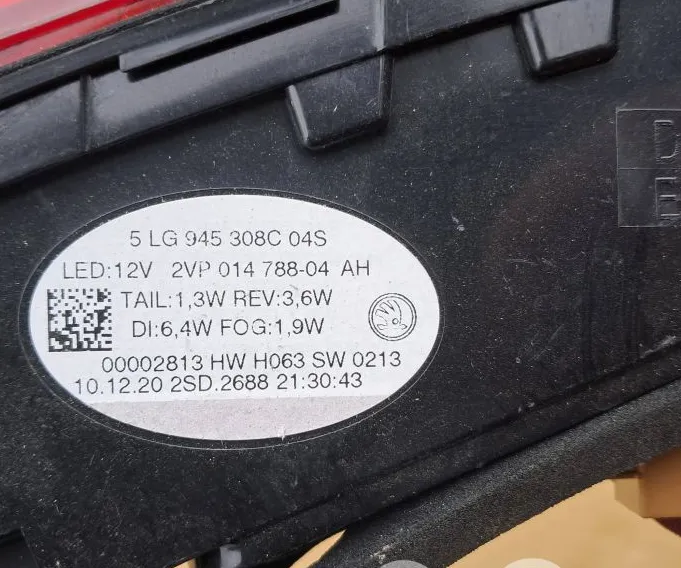 5 LG 945 308C 04S
LED:12V 2VP 014 788-04 AH
TAIL:1,3W REV:3,6W
DI:6,4W FOG:1,9W
00002813 HW H063 SW 0213
10.12.20 2SD.2688 21:30:43
DE